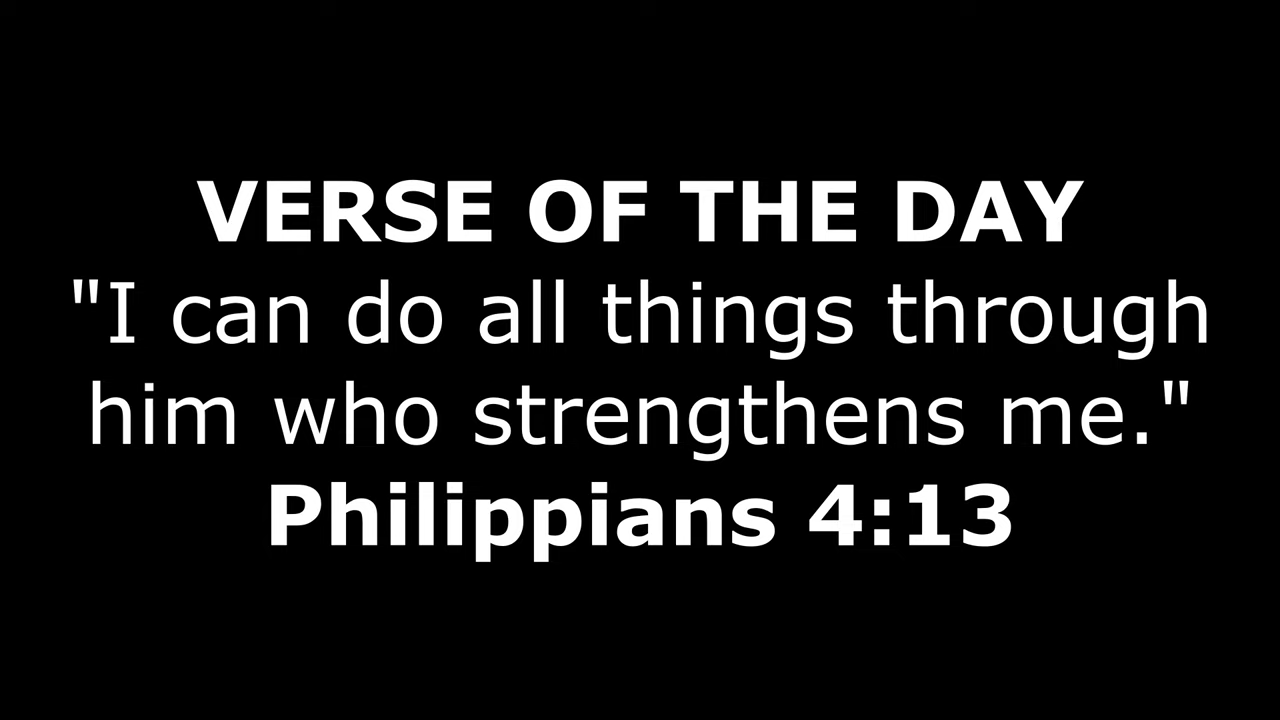 VERSE OF THE DAY
"I can do all things through
him who strengthens me."
Philippians 4:13